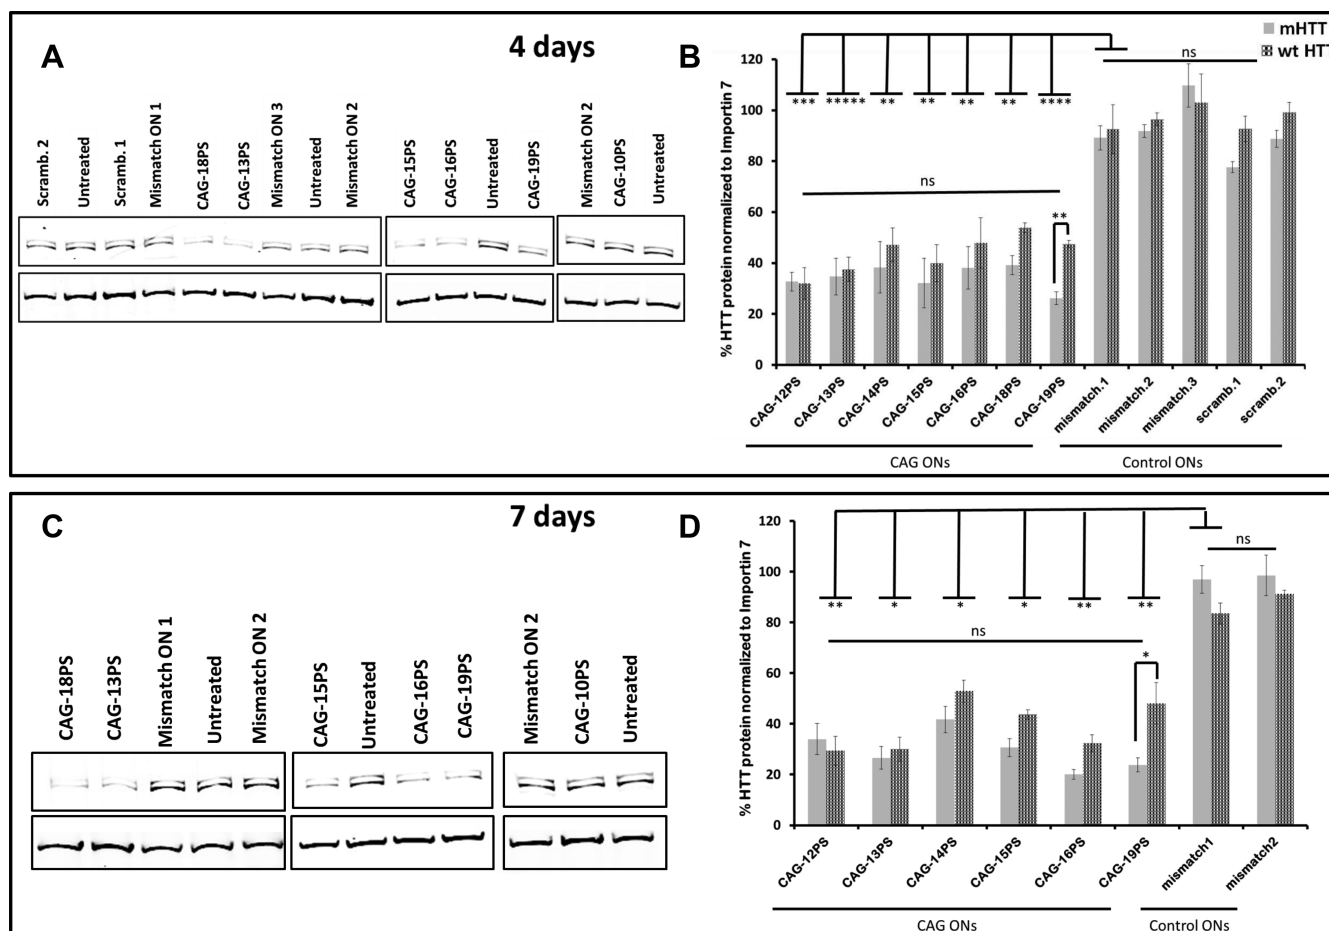 A
4 days
Scramb. 2
Untreated
Scramb. 1
Mismatch ON 1
CAG-18PS
CAG-13PS
Mismatch ON 3
Untreated
Mismatch ON 2
CAG-15PS
CAG-16PS
Untreated
CAG-19PS
Mismatch ON 2
CAG-10PS
Untreated
B
mHTT
wt HTT
ns
*** ***** ** ** ** ** ****
ns
**
% HTT protein normalized to Importin 7
120
100
80
60
40
20
0
CAG-12PS
CAG-13PS
CAG-14PS
CAG-15PS
CAG-16PS
CAG-18PS
CAG-19PS
mismatch.1
mismatch.2
mismatch.3
scramb.1
scramb.2
CAG ONs
Control ONs
C
7 days
CAG-18PS
CAG-13PS
Mismatch ON 1
Untreated
Mismatch ON 2
CAG-15PS
Untreated
CAG-16PS
CAG-19PS
Mismatch ON 2
CAG-10PS
Untreated
D
ns
** * * * ** **
ns
*
% HTT protein normalized to Importin 7
120
100
80
60
40
20
0
CAG-12PS
CAG-13PS
CAG-14PS
CAG-15PS
CAG-16PS
CAG-19PS
mismatch1
mismatch2
CAG ONs
Control ONs